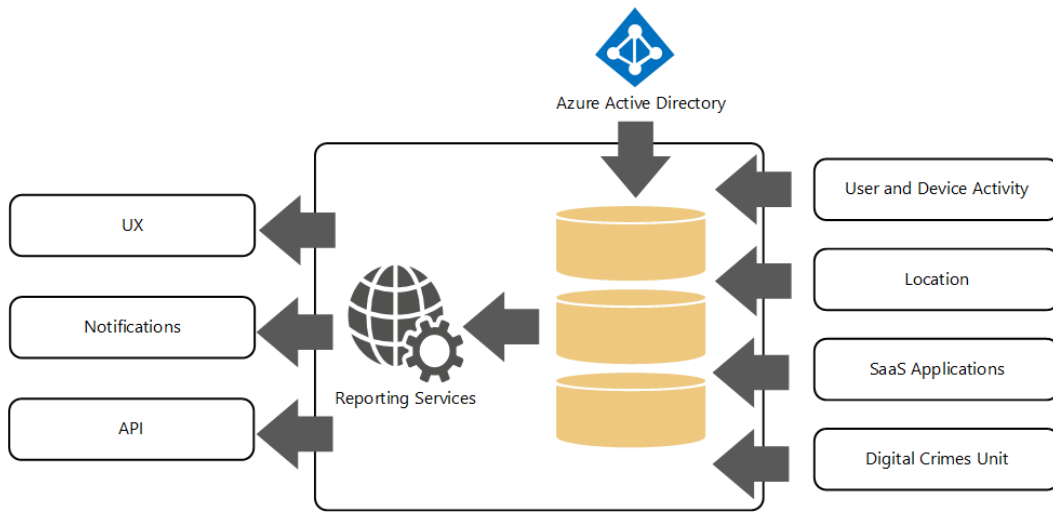 Azure Active Directory
User and Device Activity
UX
Location
Notifications
SaaS Applications
Reporting Services
API
Digital Crimes Unit